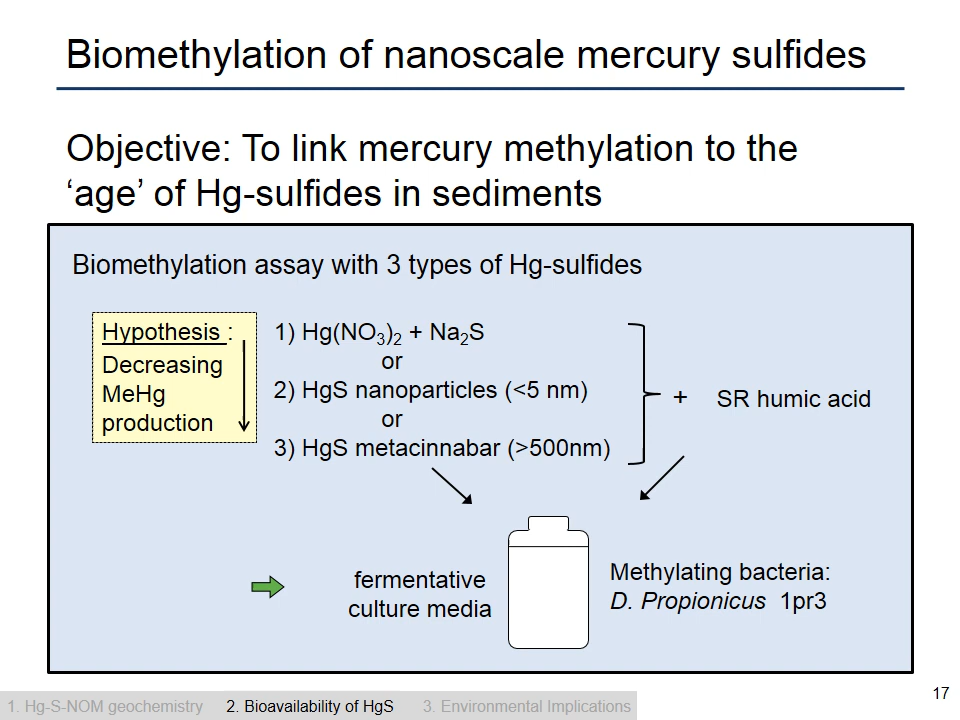 Biomethylation of nanoscale mercury sulfides
Objective: To link mercury methylation to the
‘age’ of Hg-sulfides in sediments
Biomethylation assay with 3 types of Hg-sulfides
Hypothesis :
Decreasing
MeHg
production
1) Hg(NO₃)₂ + Na₂S
or
2) HgS nanoparticles (<5 nm)
or
3) HgS metacinnabar (>500nm)
+ SR humic acid
fermentative
culture media
Methylating bacteria:
D. Propionicus 1pr3
17
1. Hg-S-NOM geochemistry 2. Bioavailability of HgS 3. Environmental Implications